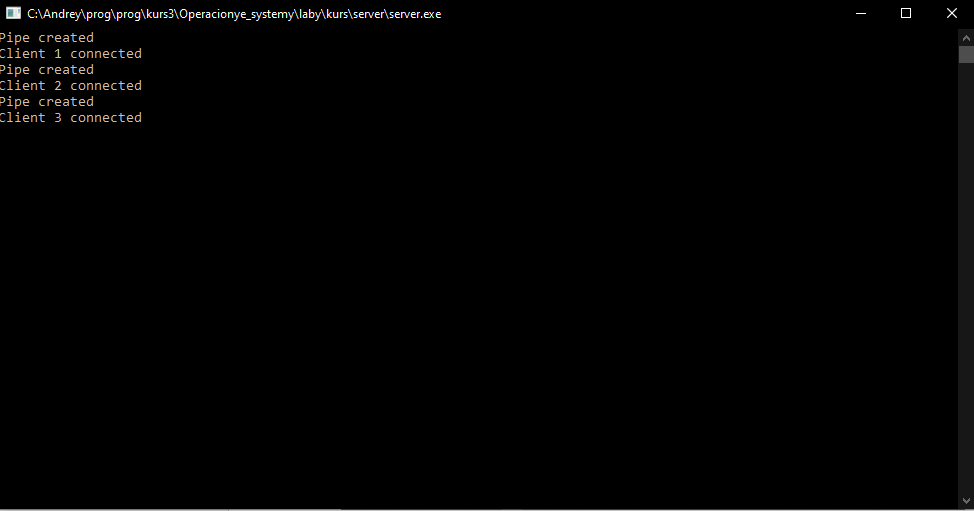 C:\Andrey\prog\prog\kurs3\Operacionye_systemy\laby\kurs\server\server.exe
Pipe created
Client 1 connected
Pipe created
Client 2 connected
Pipe created
Client 3 connected